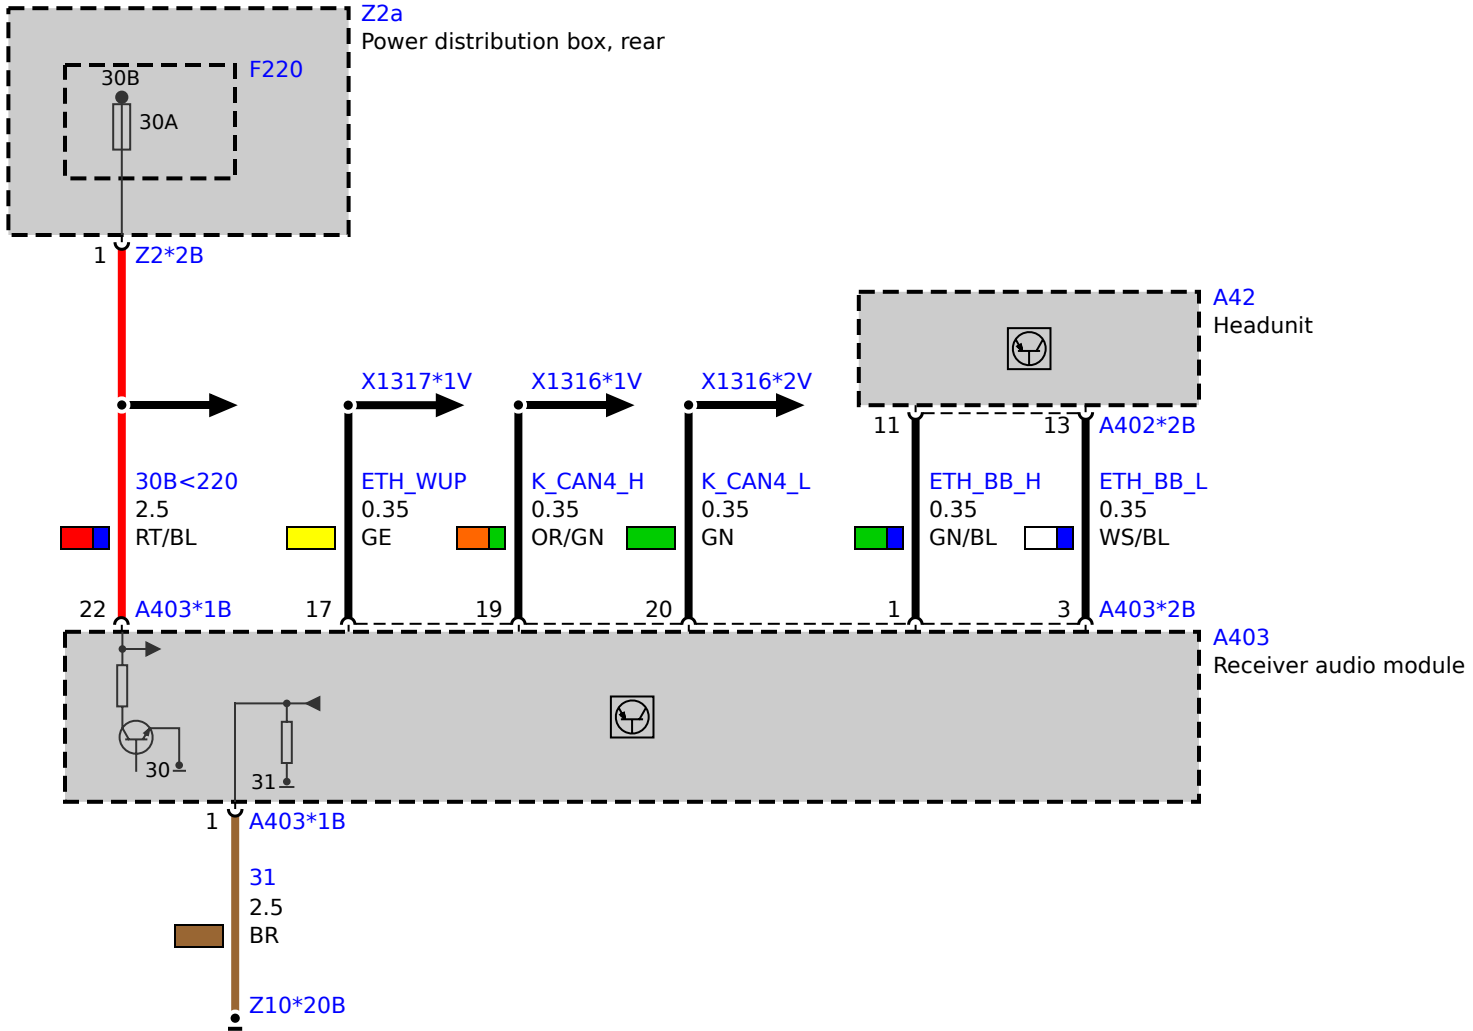 Z2a
Power distribution box, rear
F220
30B
30A
1 Z2*2B
A42
Headunit
X1317*1V
X1316*1V
X1316*2V
11
13 A402*2B
30B<220
2.5
RT/BL
ETH_WUP
0.35
GE
K_CAN4_H
0.35
OR/GN
K_CAN4_L
0.35
GN
ETH_BB_H
0.35
GN/BL
ETH_BB_L
0.35
WS/BL
22 A403*1B
17
19
20
1
3 A403*2B
A403
Receiver audio module
30
31
1 A403*1B
31
2.5
BR
Z10*20B